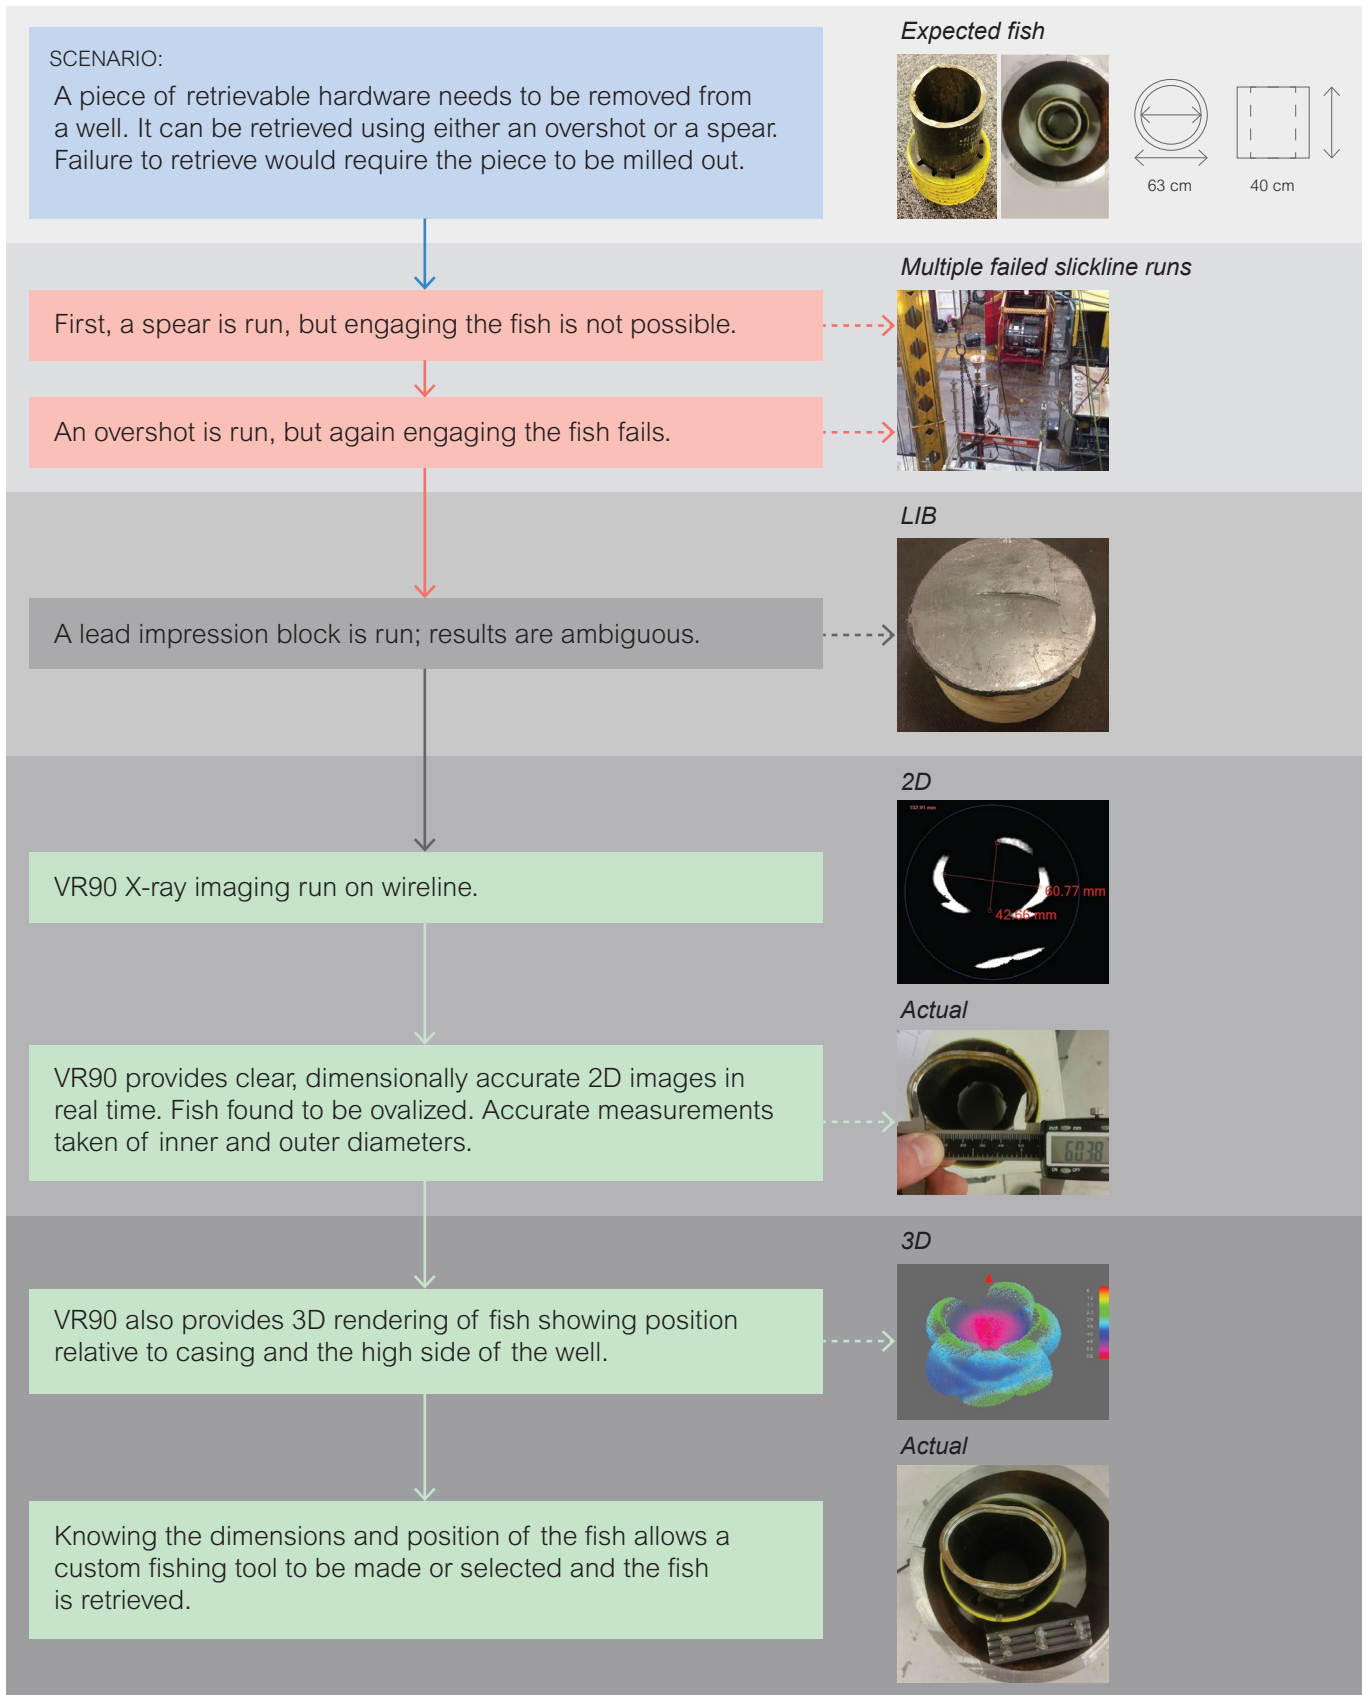 SCENARIO:
A piece of retrievable hardware needs to be removed from
a well. It can be retrieved using either an overshot or a spear.
Failure to retrieve would require the piece to be milled out.
Expected fish
63 cm
40 cm
Multiple failed slickline runs
First, a spear is run, but engaging the fish is not possible.
An overshot is run, but again engaging the fish fails.
LIB
A lead impression block is run; results are ambiguous.
2D
60.77 mm
42.66 mm
VR90 X-ray imaging run on wireline.
Actual
VR90 provides clear, dimensionally accurate 2D images in
real time. Fish found to be ovalized. Accurate measurements
taken of inner and outer diameters.
6038
3D
VR90 also provides 3D rendering of fish showing position
relative to casing and the high side of the well.
Actual
Knowing the dimensions and position of the fish allows a
custom fishing tool to be made or selected and the fish
is retrieved.